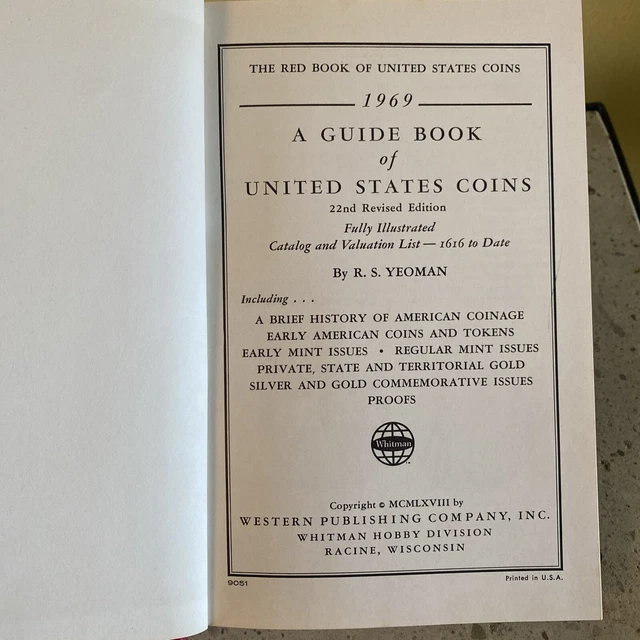 THE RED BOOK OF UNITED STATES COINS
1969
A GUIDE BOOK
of
UNITED STATES COINS
22nd Revised Edition
Fully Illustrated
Catalog and Valuation List — 1616 to Date
By R. S. YEOMAN
Including . . .
A BRIEF HISTORY OF AMERICAN COINAGE
EARLY AMERICAN COINS AND TOKENS
EARLY MINT ISSUES • REGULAR MINT ISSUES
PRIVATE, STATE AND TERRITORIAL GOLD
SILVER AND GOLD COMMEMORATIVE ISSUES
PROOFS
Whitman
Copyright © MCMLXVIII by
WESTERN PUBLISHING COMPANY, INC.
WHITMAN HOBBY DIVISION
RACINE, WISCONSIN
9051
Printed in U.S.A.